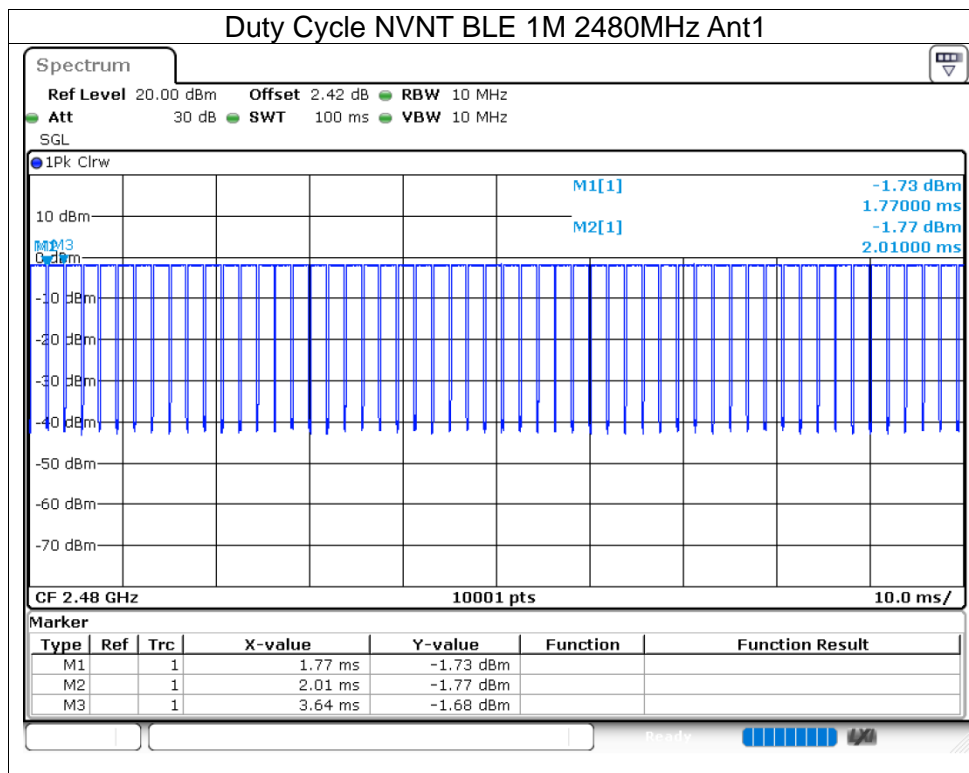 Duty Cycle NVNT BLE 1M 2480MHz Ant1
Spectrum
Ref Level 20.00 dBm Offset 2.42 dB RBW 10 MHz
Att 30 dB SWT 100 ms VBW 10 MHz
SGL
1Pk Clrw
M1[1] -1.73 dBm
1.77000 ms
10 dBm
M2[1] -1.77 dBm
M3 2.01000 ms
0 dBm
-10 dBm
-20 dBm
-30 dBm
-40 dBm
-50 dBm
-60 dBm
-70 dBm
CF 2.48 GHz 10001 pts 10.0 ms/
Marker
Type Ref Trc X-value Y-value Function Function Result
M1 1 1.77 ms -1.73 dBm
M2 1 2.01 ms -1.77 dBm
M3 1 3.64 ms -1.68 dBm
Ready LXI